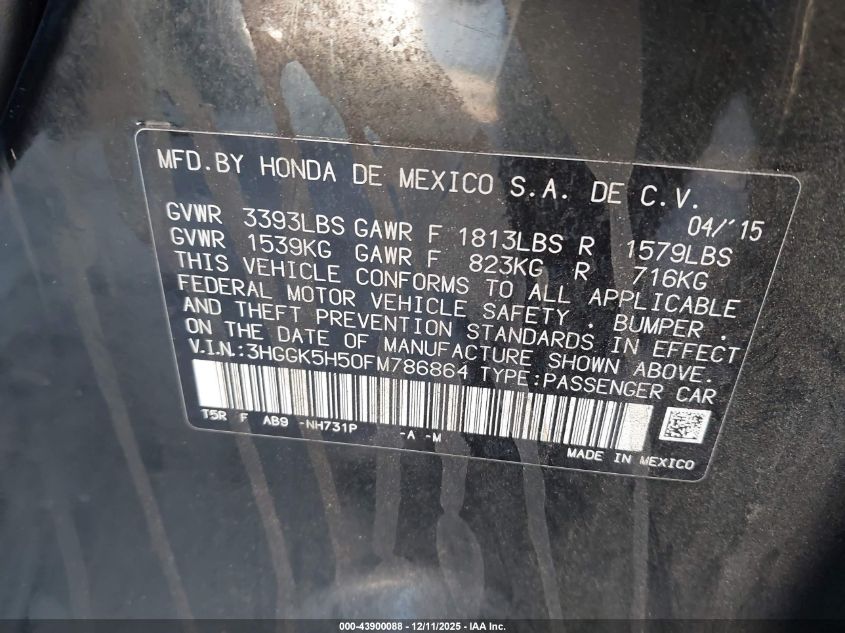 MFD.BY HONDA DE MEXICO S.A. DE C.V.
04/'15
GVWR 3393LBS GAWR F 1813LBS R 1579LBS
GVWR 1539KG GAWR F 823KG R 716KG
THIS VEHICLE CONFORMS TO ALL APPLICABLE
FEDERAL MOTOR VEHICLE SAFETY , BUMPER ,
AND THEFT PREVENTION STANDARDS IN EFFECT
ON THE DATE OF MANUFACTURE SHOWN ABOVE.
V.I.N.:3HGGK5H50FM786864 TYPE:PASSENGER CAR
T5R F AB9 -NH731P -A -M
MADE IN MEXICO
000-43900088 - 12/11/2025 - IAA Inc.